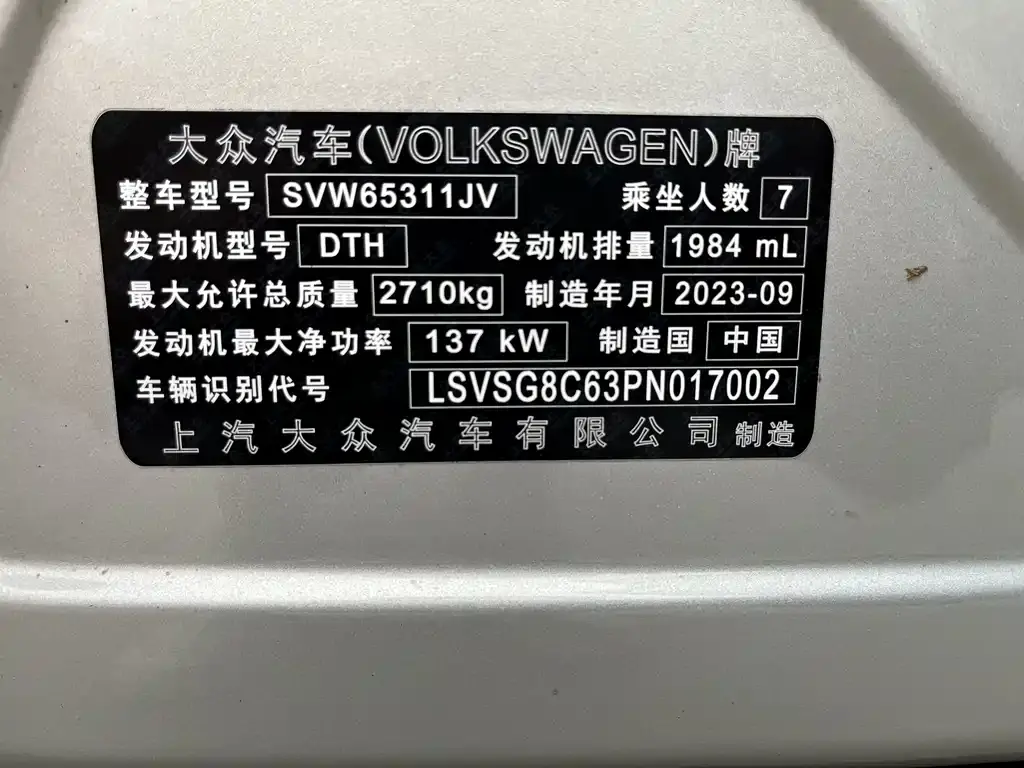 大众汽车(VOLKSWAGEN)牌
整车型号 SVW65311JV 乘坐人数 7
发动机型号 DTH 发动机排量 1984 mL
最大允许总质量 2710kg 制造年月 2023-09
发动机最大净功率 137 kW 制造国 中国
车辆识别代号 LSVSG8C63PN017002
上汽大众汽车有限公司 制造